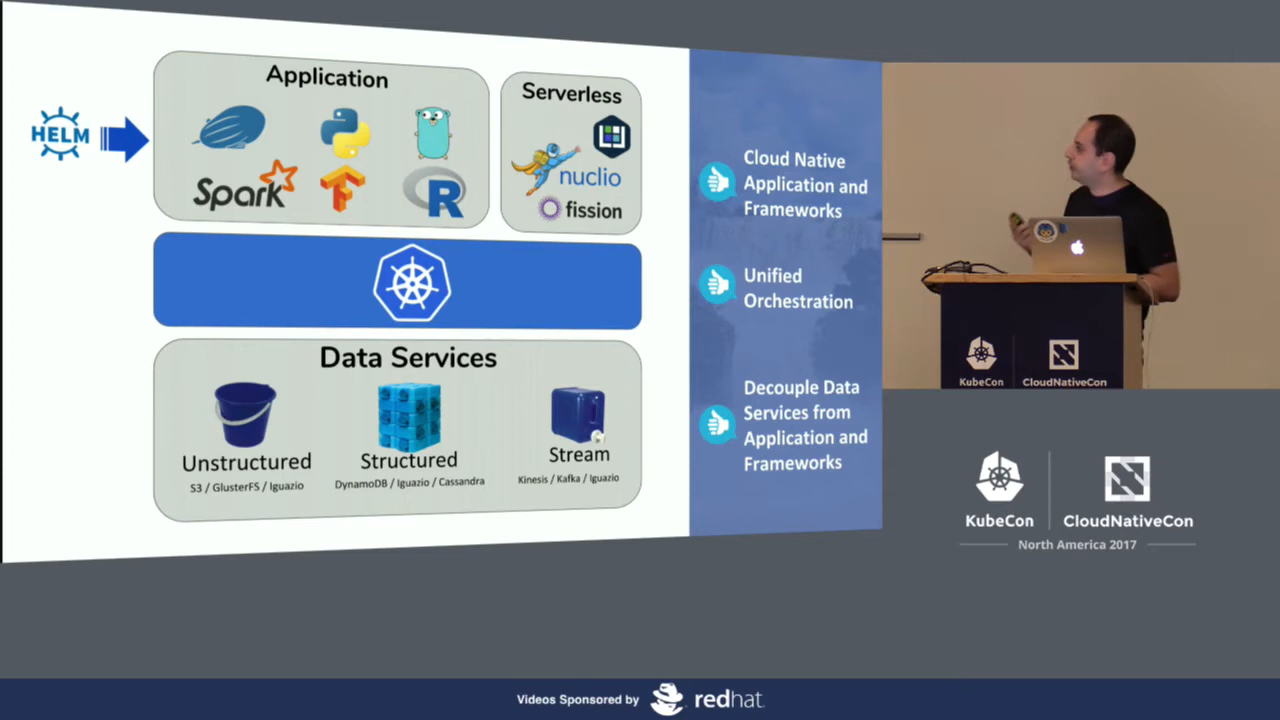 HELM
Application
Spark
R
Serverless
nuclio
fission
Data Services
Unstructured
S3 / GlusterFS / Iguazio
Structured
DynamoDB / Iguazio / Cassandra
Stream
Kinesis / Kafka / Iguazio
Cloud Native
Application and
Frameworks
Unified
Orchestration
Decouple Data
Services from
Application and
Frameworks
KubeCon
CloudNativeCon
KubeCon
CloudNativeCon
North America 2017
Videos Sponsored by
redhat.